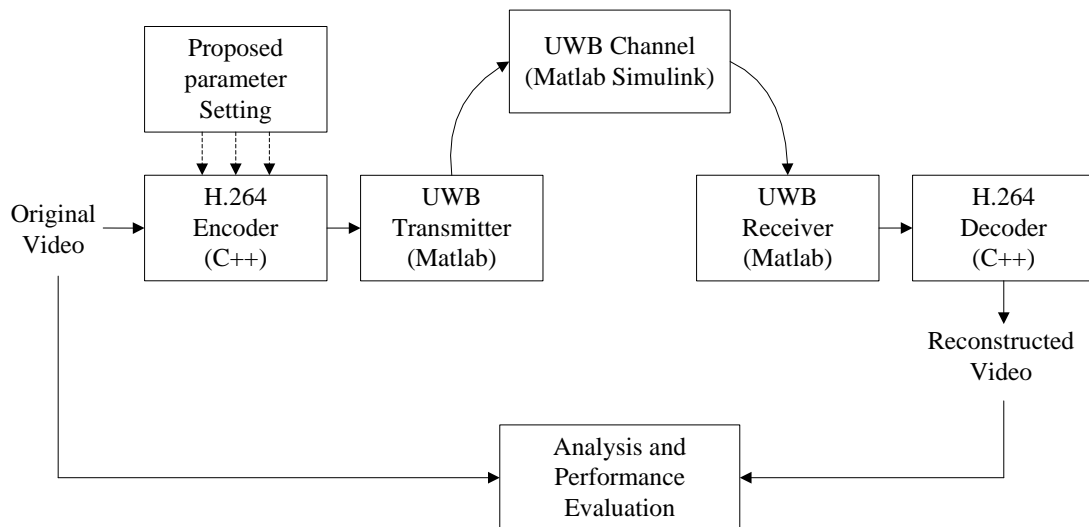 Proposed
parameter
Setting
UWB Channel
(Matlab Simulink)
Original
Video
H.264
Encoder
(C++)
UWB
Transmitter
(Matlab)
UWB
Receiver
(Matlab)
H.264
Decoder
(C++)
Reconstructed
Video
Analysis and
Performance
Evaluation